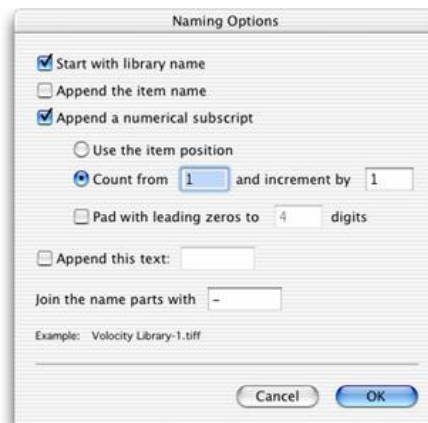 Naming Options
Start with library name
Append the item name
Append a numerical subscript
Use the item position
Count from 1 and increment by 1
Pad with leading zeros to 4 digits
Append this text:
Join the name parts with -
Example: Volocity Library-1.tiff
Cancel OK